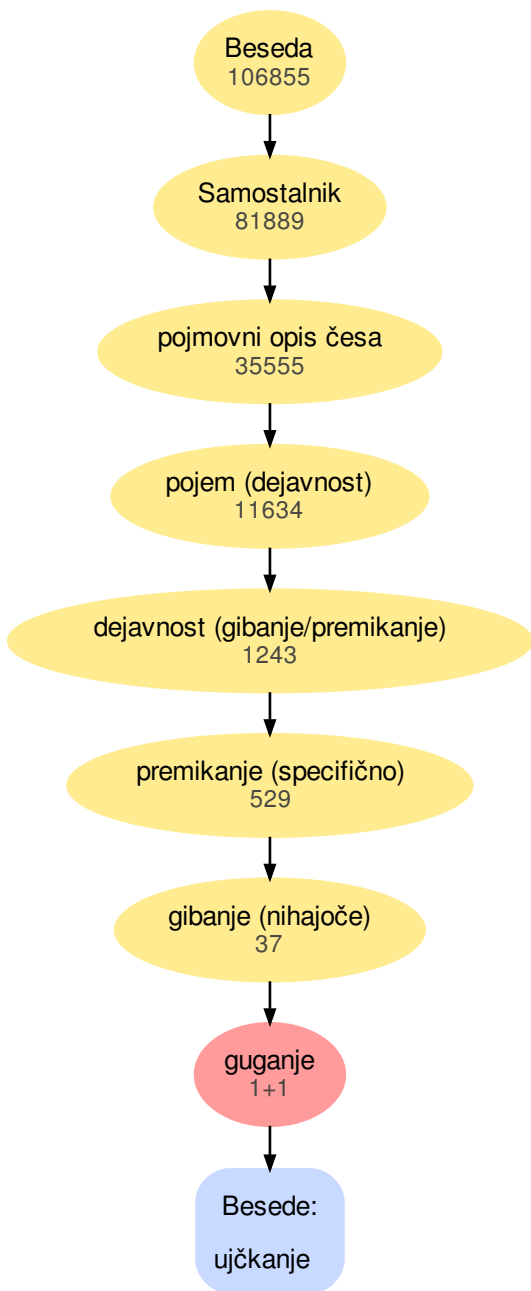 Beseda
106855
Samostalnik
81889
pojmovni opis česa
35555
pojem (dejavnost)
11634
dejavnost (gibanje/premikanje)
1243
premikanje (specifično)
529
gibanje (nihajoče)
37
guganje
1+1
Besede:
ujčkanje